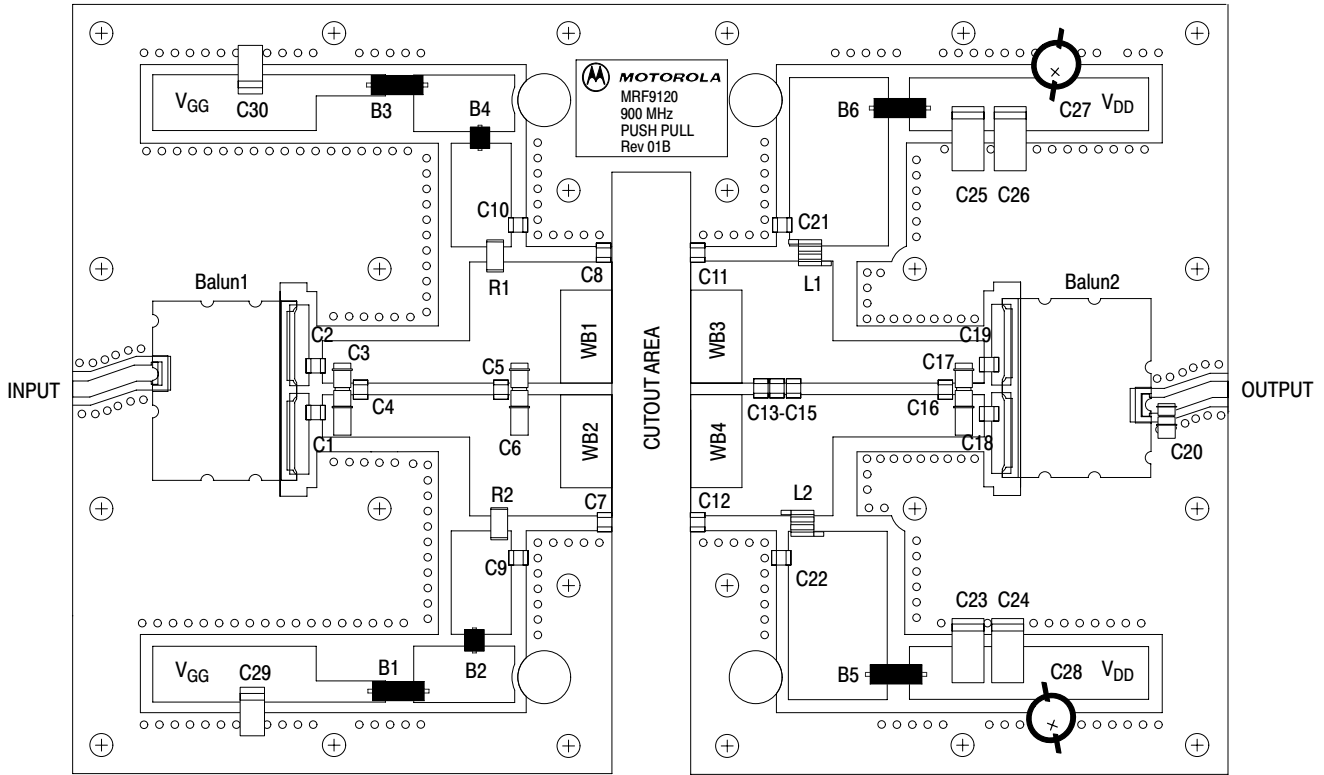 VGG
C30
B3
B4
MOTOROLA
MRF9120
900 MHz
PUSH PULL
Rev 01B
B6
C27
VDD
C25
C26
C10
C21
R1
C8
C11
L1
Balun1
Balun2
C2
C3
C5
WB1
WB3
C17
C19
INPUT
C4
CUTOUT AREA
C13-C15
C16
OUTPUT
C1
C6
WB2
WB4
C18
C20
R2
C7
C12
L2
C9
C22
C23
C24
VGG
C29
B1
B2
B5
C28
VDD